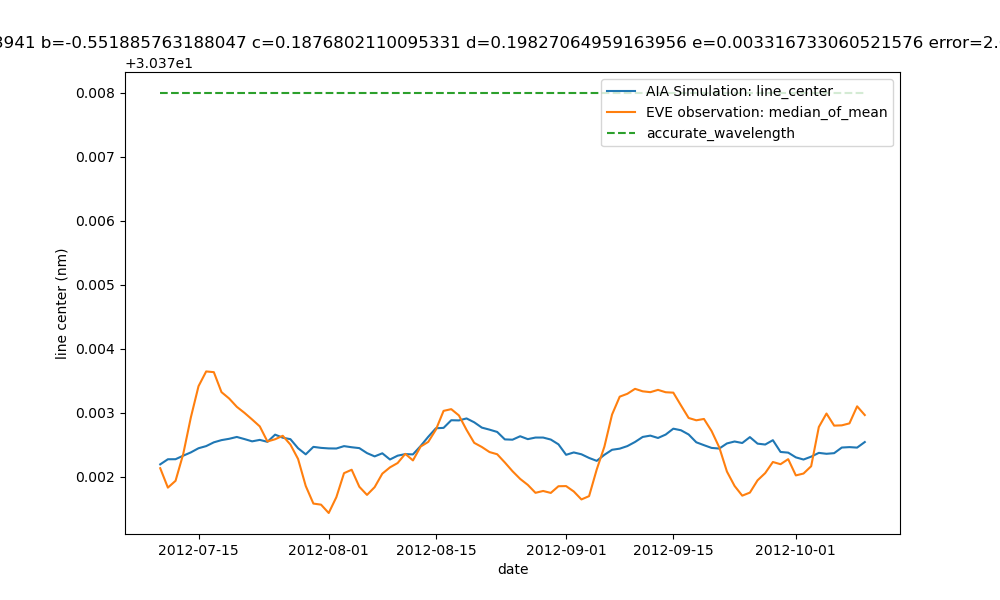 3941 b=-0.551885763188047 c=0.1876802110095331 d=0.19827064959163956 e=0.003316733060521576 error=2.
+3.037e1
0.008
0.007
0.006
0.005
0.004
0.003
0.002
line center (nm)
AIA Simulation: line_center
EVE observation: median_of_mean
accurate_wavelength
2012-07-15 2012-08-01 2012-08-15 2012-09-01 2012-09-15 2012-10-01
date